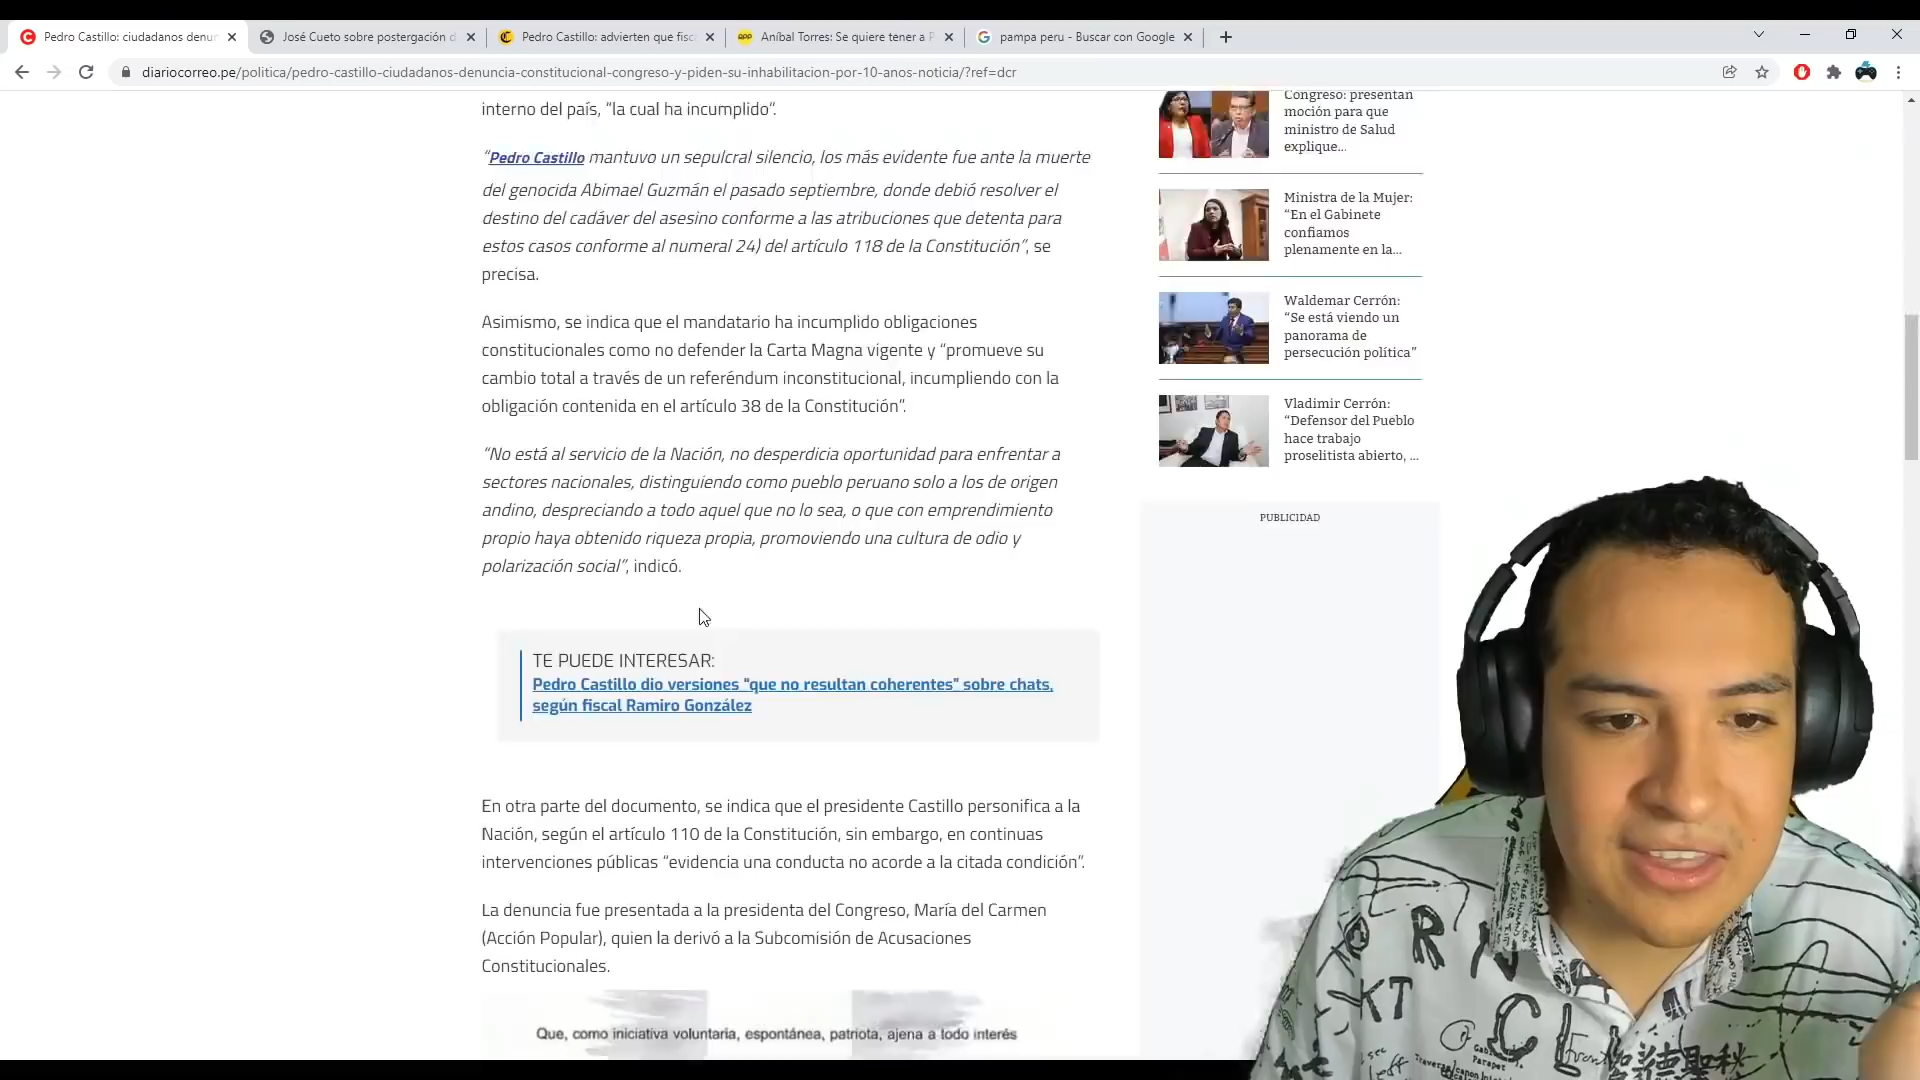 Pedro Castillo: ciudadanos denun
José Cueto sobre postergación d
Pedro Castillo: advierten que fisc
Aníbal Torres: Se quiere tener a P
pampa peru - Buscar con Google
diariocorreo.pe/politica/pedro-castillo-ciudadanos-denuncia-constitucional-congreso-y-piden-su-inhabilitacion-por-10-anos-noticia/?ref=dcr
interno del país, “la cual ha incumplido”.
“Pedro Castillo mantuvo un sepulcral silencio, los más evidente fue ante la muerte
del genocida Abimael Guzmán el pasado septiembre, donde debió resolver el
destino del cadáver del asesino conforme a las atribuciones que detenta para
estos casos conforme al numeral 24) del artículo 118 de la Constitución”, se
precisa.
Asimismo, se indica que el mandatario ha incumplido obligaciones
constitucionales como no defender la Carta Magna vigente y “promueve su
cambio total a través de un referéndum inconstitucional, incumpliendo con la
obligación contenida en el artículo 38 de la Constitución”.
“No está al servicio de la Nación, no desperdicia oportunidad para enfrentar a
sectores nacionales, distinguiendo como pueblo peruano solo a los de origen
andino, despreciando a todo aquel que no lo sea, o que con emprendimiento
propio haya obtenido riqueza propia, promoviendo una cultura de odio y
polarización social”, indicó.
TE PUEDE INTERESAR:
Pedro Castillo dio versiones “que no resultan coherentes” sobre chats,
según fiscal Ramiro González
En otra parte del documento, se indica que el presidente Castillo personifica a la
Nación, según el artículo 110 de la Constitución, sin embargo, en continuas
intervenciones públicas “evidencia una conducta no acorde a la citada condición”.
La denuncia fue presentada a la presidenta del Congreso, María del Carmen
(Acción Popular), quien la derivó a la Subcomisión de Acusaciones
Constitucionales.
Que, como iniciativa voluntaria, espontánea, patriota, ajena a todo interés
Congreso: presentan
moción para que
ministro de Salud
explique...
Ministra de la Mujer:
“En el Gabinete
confiamos
plenamente en la...
Waldemar Cerrón:
“Se está viendo un
panorama de
persecución política”
Vladimir Cerrón:
“Defensor del Pueblo
hace trabajo
proselitista abierto, ...
PUBLICIDAD